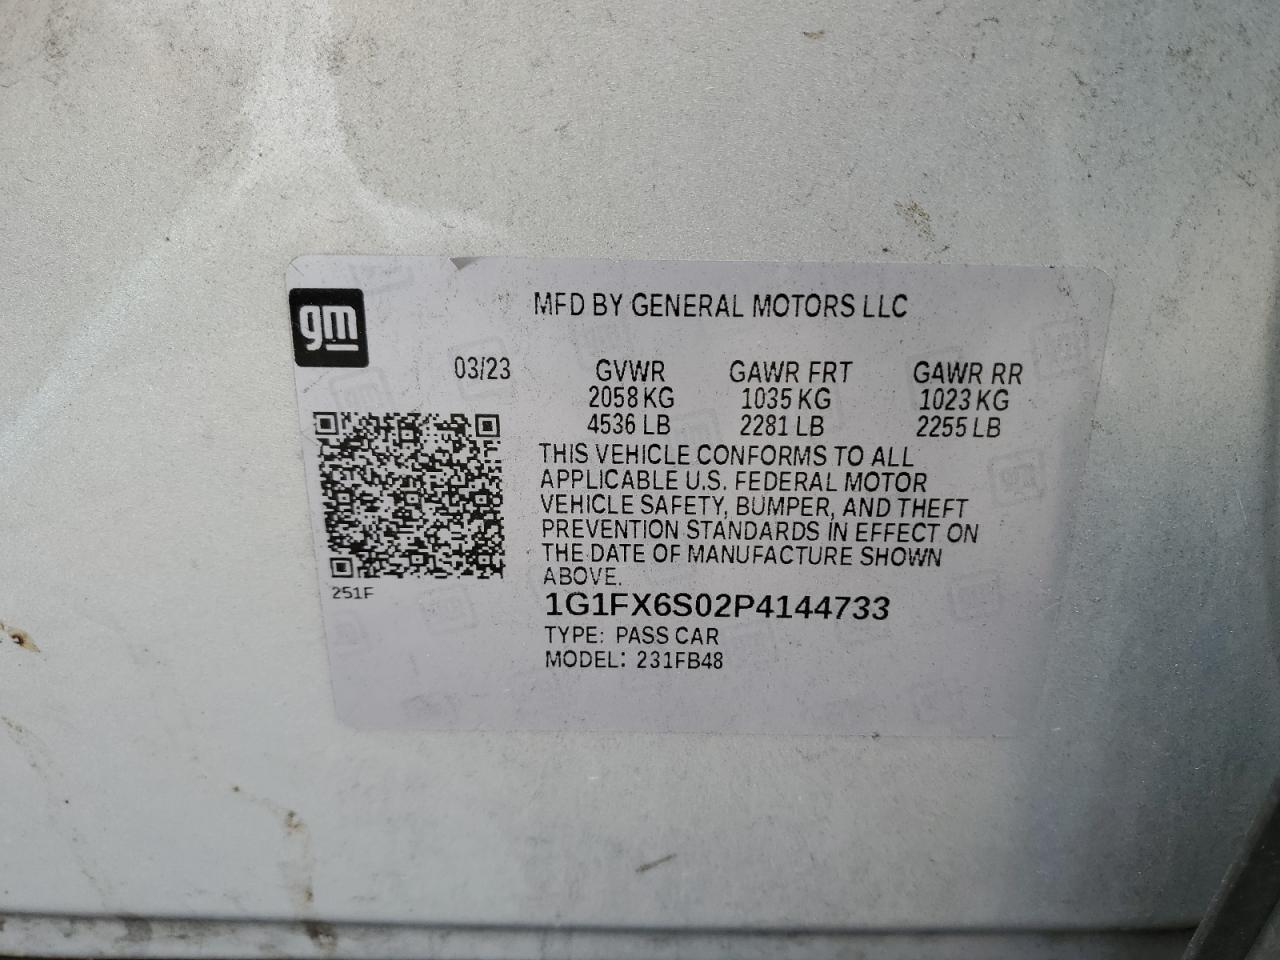 gm
MFD BY GENERAL MOTORS LLC
03/23 GVWR GAWR FRT GAWR RR
2058 KG 1035 KG 1023 KG
4536 LB 2281 LB 2255 LB
THIS VEHICLE CONFORMS TO ALL
APPLICABLE U.S. FEDERAL MOTOR
VEHICLE SAFETY, BUMPER, AND THEFT
PREVENTION STANDARDS IN EFFECT ON
THE DATE OF MANUFACTURE SHOWN
ABOVE.
251F
1G1FX6S02P4144733
TYPE: PASS CAR
MODEL: 231FB48